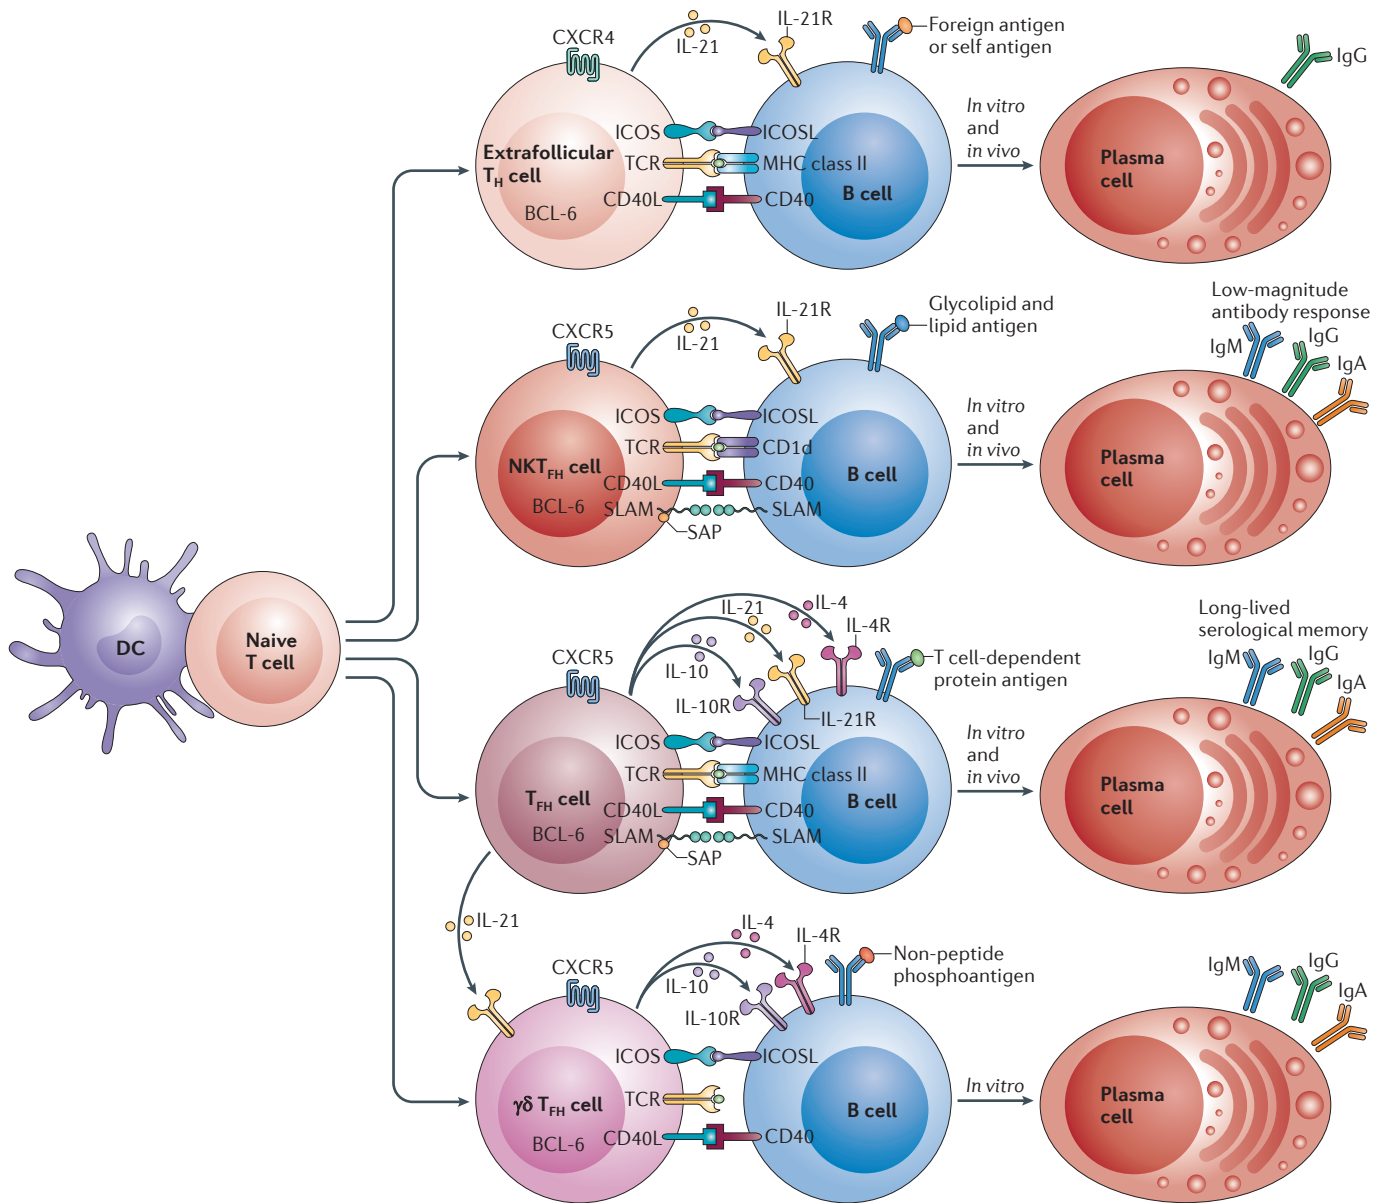 CXCR4
IL-21
IL-21R
Foreign antigen
or self antigen
IgG
ICOS
ICOSL
Extrafollicular
TH cell
TCR
MHC class II
BCL-6
CD40L
CD40
B cell
In vitro
and
in vivo
Plasma
cell
CXCR5
IL-21
IL-21R
Glycolipid and
lipid antigen
Low-magnitude
antibody response
IgM
IgG
IgA
ICOS
ICOSL
TCR
CD1d
NKTFH cell
BCL-6
CD40L
CD40
SLAM
SLAM
SAP
B cell
In vitro
and
in vivo
Plasma
cell
DC
Naive
T cell
CXCR5
IL-10
IL-21
IL-4
IL-4R
IL-10R
IL-21R
T cell-dependent
protein antigen
Long-lived
serological memory
IgM
IgG
IgA
ICOS
ICOSL
TCR
MHC class II
TFH cell
BCL-6
CD40L
CD40
SLAM
SLAM
SAP
B cell
In vitro
and
in vivo
Plasma
cell
IL-21
CXCR5
IL-10
IL-4
IL-4R
IL-10R
Non-peptide
phosphoantigen
IgM
IgG
IgA
ICOS
ICOSL
TCR
γδ TFH cell
BCL-6
CD40L
CD40
B cell
In vitro
Plasma
cell